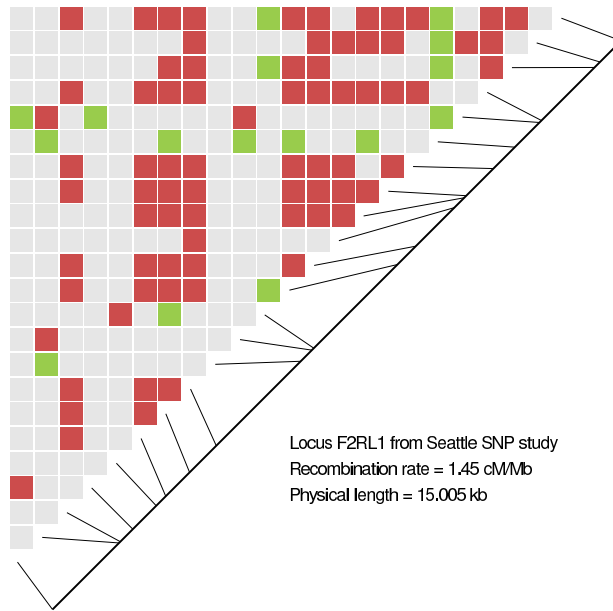 Locus F2RL1 from Seattle SNP study
Recombination rate = 1.45 cM/Mb
Physical length = 15.005 kb